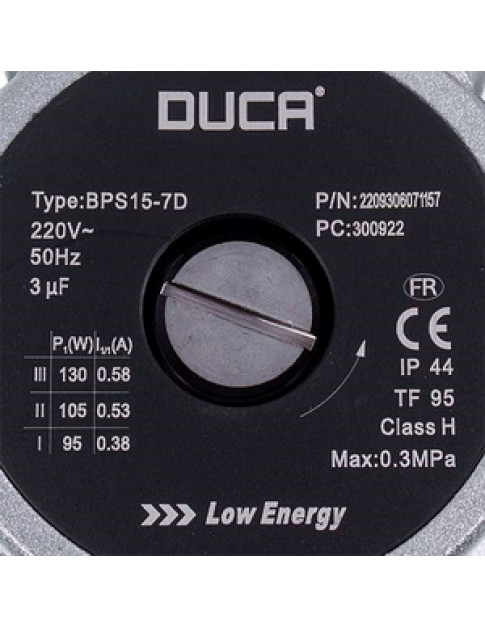 DUCA®
Type:BPS15-7D
220V~
50Hz
3 µF
P/N:2209306071157
PC:300922
FR
CE
IP 44
TF 95
Class H
Max:0.3MPa
P₁(W) I₁/₁(A)
III 130 0.58
II 105 0.53
I 95 0.38
>>> Low Energy